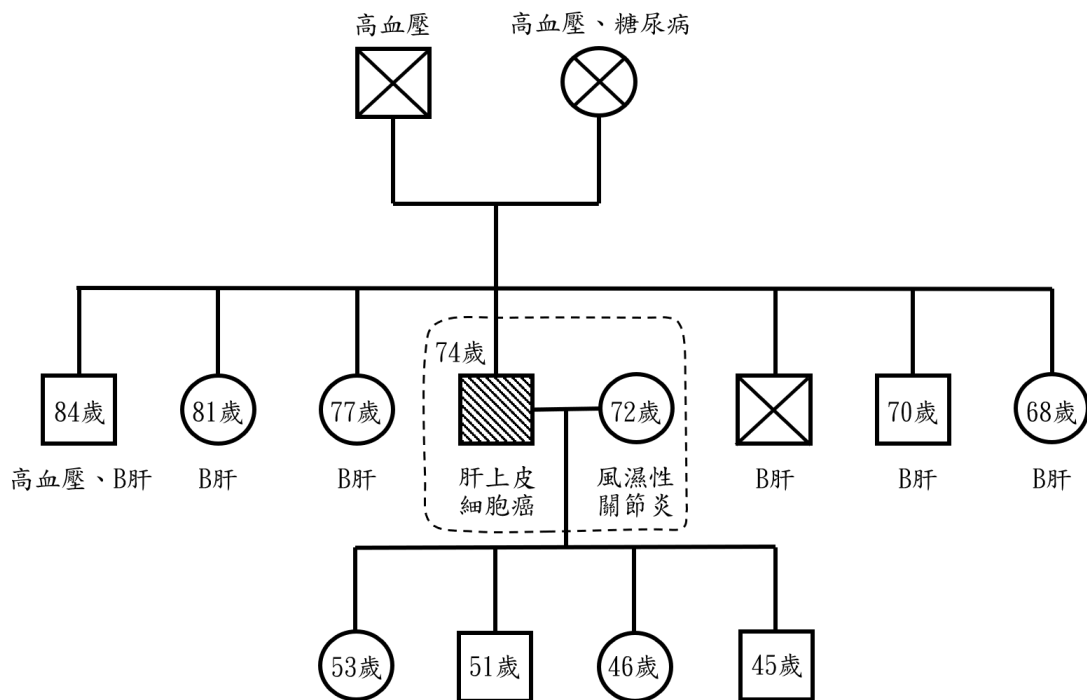 高血壓
高血壓、糖尿病
74歲
84歲
81歲
77歲
72歲
70歲
68歲
高血壓、B肝
B肝
B肝
肝上皮
細胞癌
風濕性
關節炎
B肝
B肝
B肝
53歲
51歲
46歲
45歲